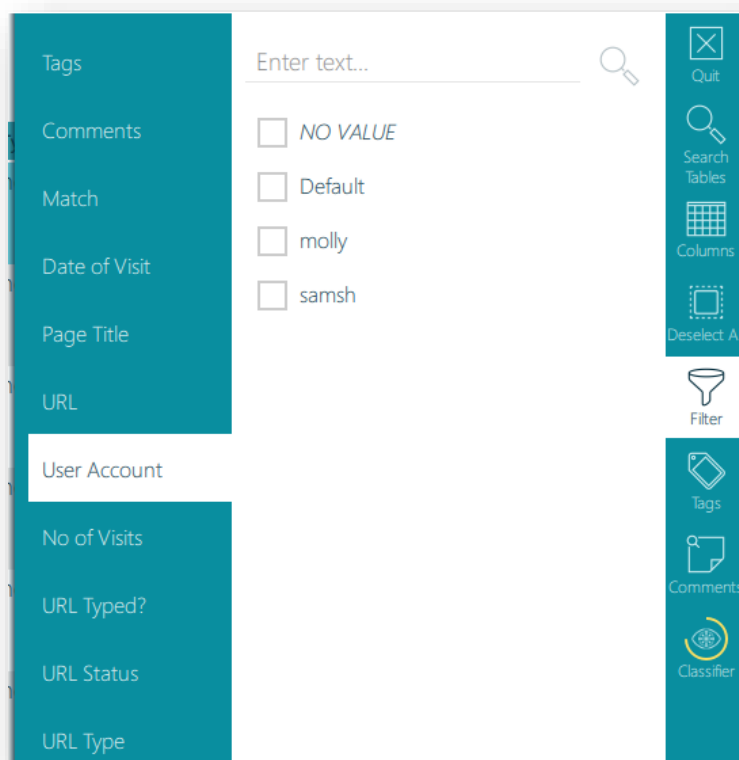 Tags
Comments
Match
Date of Visit
Page Title
URL
User Account
No of Visits
URL Typed?
URL Status
URL Type
Enter text...
NO VALUE
Default
molly
samsh
Quit
Search
Tables
Columns
Deselect A
Filter
Tags
Comments
Classifier